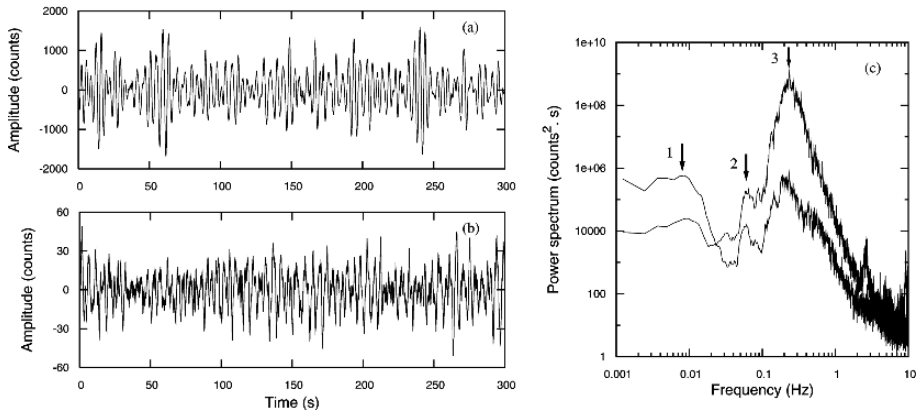 (a)
Amplitude (counts)
2000
1000
0
-1000
-2000
0 50 100 150 200 250 300
(b)
Amplitude (counts)
60
30
0
-30
-60
0 50 100 150 200 250 300
Time (s)
(c)
Power spectrum (counts². s)
1e+10
1e+08
1e+06
10000
100
1
1
2
3
0.001 0.01 0.1 1 10
Frequency (Hz)